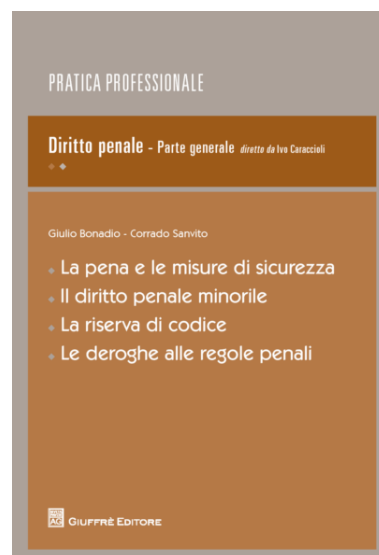 PRATICA PROFESSIONALE
Diritto penale - Parte generale diretto da Ivo Caraccioli
Giulio Bonadio - Corrado Sanvito
La pena e le misure di sicurezza
Il diritto penale minorile
La riserva di codice
Le deroghe alle regole penali
GIUFFRÈ EDITORE